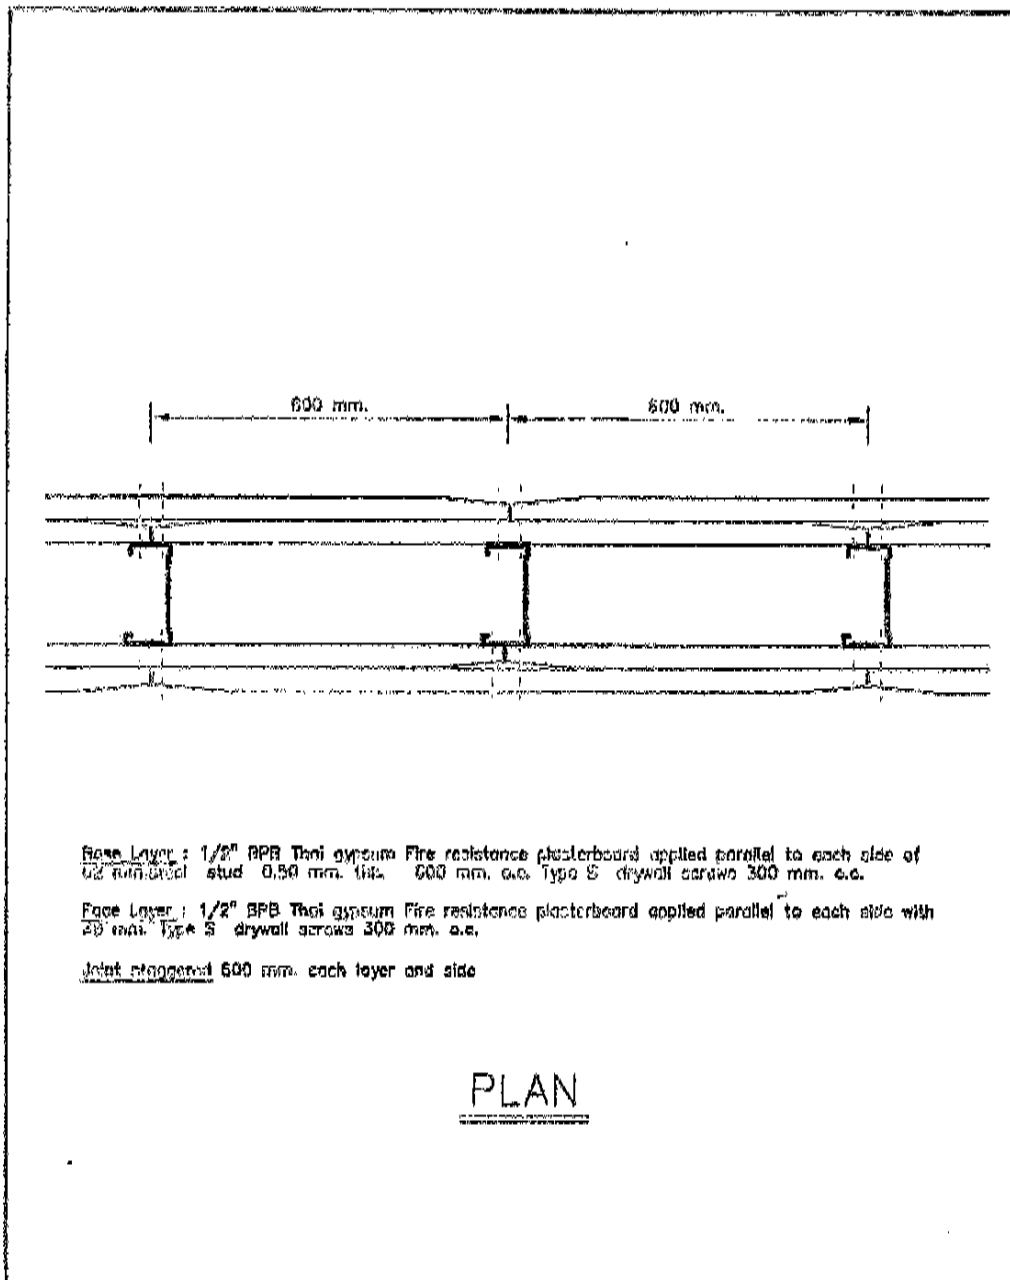 600 mm. 600 mm.
Base Layer : 1/2" BPB Thai gypsum Fire resistance plasterboard applied parallel to each side of
stud 0.50 mm. 600 mm. o.c. Type S drywall screws 300 mm. o.c.
Face Layer : 1/2" BPB Thai gypsum Fire resistance plasterboard applied parallel to each side with
mm. Type S drywall screws 300 mm. o.c.
Joint staggered 600 mm. each layer and side
PLAN